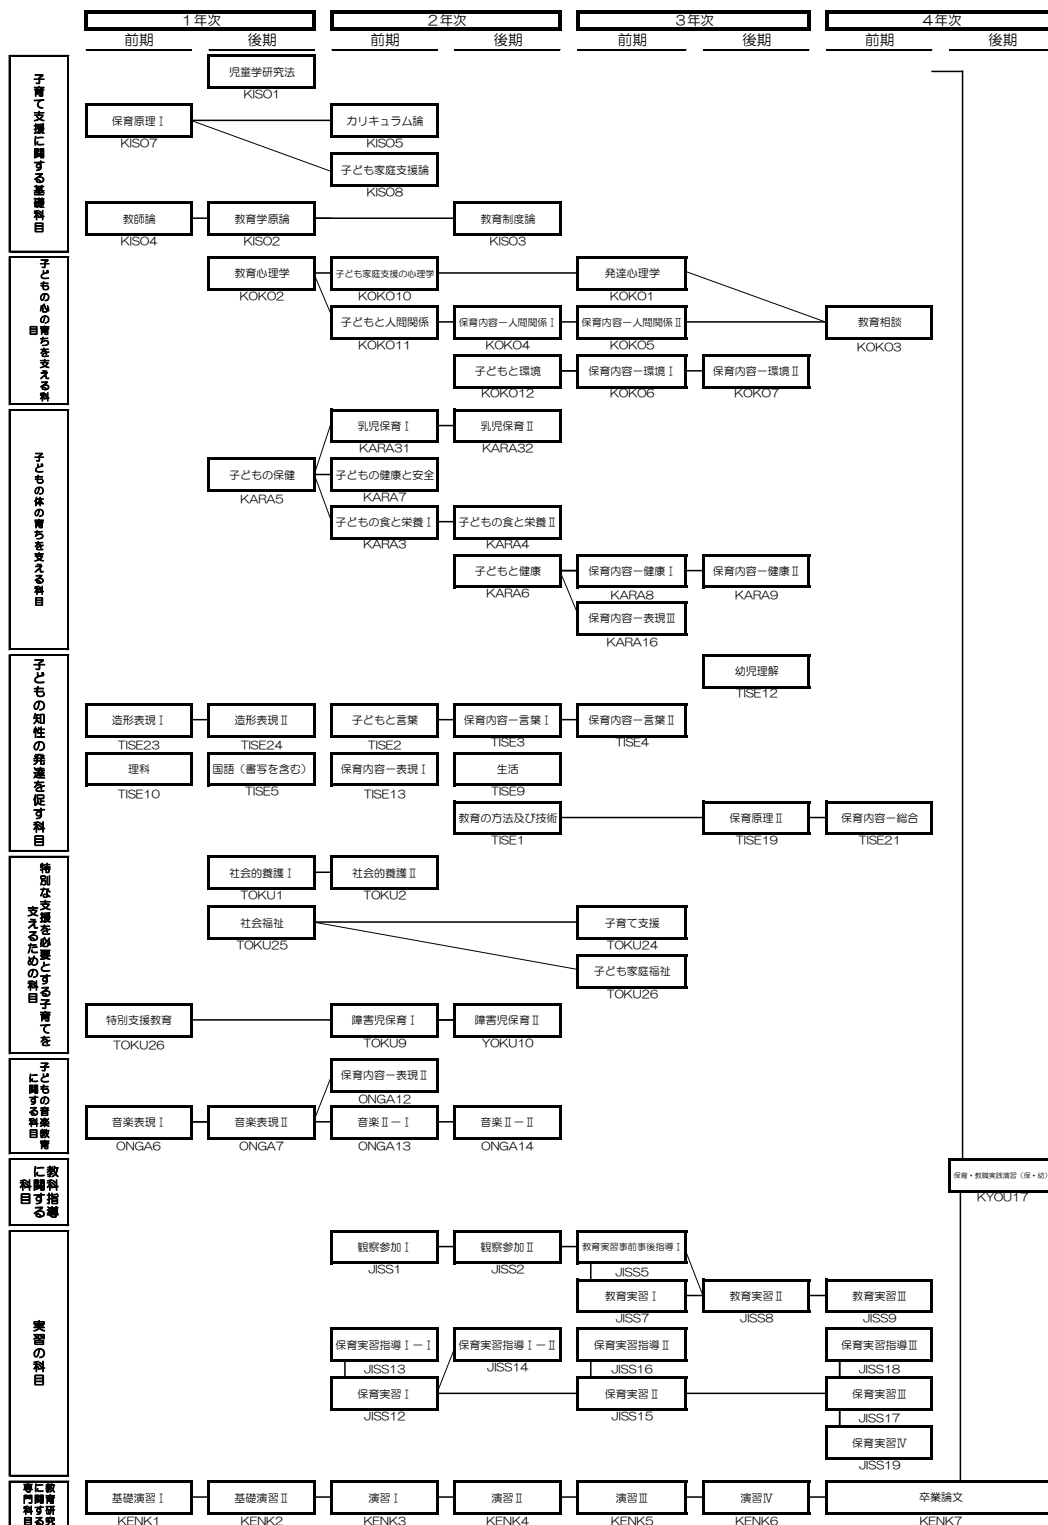 1年次 2年次 3年次 4年次
前期 後期 前期 後期 前期 後期 前期 後期
子育て支援に関する基礎科目
児童学研究法
KISO1
保育原理Ⅰ カリキュラム論
KISO7 KISO5
子ども家庭支援論
KISO8
教師論 教育学原論 教育制度論
KISO4 KISO2 KISO3
子どもの心の育ちを支える科目
教育心理学 子ども家庭支援の心理学 発達心理学
KOKO2 KOKO10 KOKO1
子どもと人間関係 保育内容ー人間関係Ⅰ 保育内容ー人間関係Ⅱ 教育相談
KOKO11 KOKO4 KOKO5 KOKO3
子どもと環境 保育内容ー環境Ⅰ 保育内容ー環境Ⅱ
KOKO12 KOKO6 KOKO7
子どもの体の育ちを支える科目
乳児保育Ⅰ 乳児保育Ⅱ
KARA31 KARA32
子どもの保健 子どもの健康と安全
KARA5 KARA7
子どもの食と栄養Ⅰ 子どもの食と栄養Ⅱ
KARA3 KARA4
子どもと健康 保育内容ー健康Ⅰ 保育内容ー健康Ⅱ
KARA6 KARA8 KARA9
保育内容ー表現Ⅲ
KARA16
子どもの知性の発達を促す科目
幼児理解
TISE12
造形表現Ⅰ 造形表現Ⅱ 子どもと言葉 保育内容ー言葉Ⅰ 保育内容ー言葉Ⅱ
TISE23 TISE24 TISE2 TISE3 TISE4
理科 国語（書写を含む） 保育内容ー表現Ⅰ 生活
TISE10 TISE5 TISE13 TISE9
教育の方法及び技術 保育原理Ⅱ 保育内容ー総合
TISE1 TISE19 TISE21
特別な支援を必要とする子育てを
支えるための科目
社会的養護Ⅰ 社会的養護Ⅱ
TOKU1 TOKU2
社会福祉 子育て支援
TOKU25 TOKU24
子ども家庭福祉
TOKU26
特別支援教育 障害児保育Ⅰ 障害児保育Ⅱ
TOKU26 TOKU9 YOKU10
子どもの音楽教育
に関する科目
保育内容ー表現Ⅱ
ONGA12
音楽表現Ⅰ 音楽表現Ⅱ 音楽Ⅱ－Ⅰ 音楽Ⅱ－Ⅱ
ONGA6 ONGA7 ONGA13 ONGA14
教科指導
に関する
科目
保育・教職実践演習（保・幼）
KYOU17
実習の科目
観察参加Ⅰ 観察参加Ⅱ 教育実習事前事後指導Ⅰ
JISS1 JISS2 JISS5
教育実習Ⅰ 教育実習Ⅱ 教育実習Ⅲ
JISS7 JISS8 JISS9
保育実習指導Ⅰ－Ⅰ 保育実習指導Ⅰ－Ⅱ 保育実習指導Ⅱ 保育実習指導Ⅲ
JISS13 JISS14 JISS16 JISS18
保育実習Ⅰ 保育実習Ⅱ 保育実習Ⅲ
JISS12 JISS15 JISS17
保育実習Ⅳ
JISS19
教育研究
に関する
専門科目
基礎演習Ⅰ 基礎演習Ⅱ 演習Ⅰ 演習Ⅱ 演習Ⅲ 演習Ⅳ 卒業論文
KENK1 KENK2 KENK3 KENK4 KENK5 KENK6 KENK7